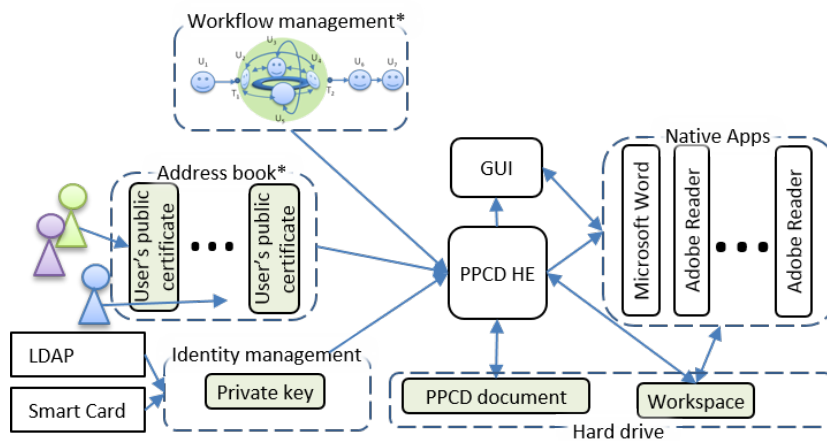 Workflow management*
U1
U2
U3
U4
U5
T1
T2
U6
U7
Address book*
User's public
certificate
User's public
certificate
LDAP
Smart Card
Identity management
Private key
GUI
PPCD HE
Native Apps
Microsoft Word
Adobe Reader
Adobe Reader
PPCD document
Workspace
Hard drive